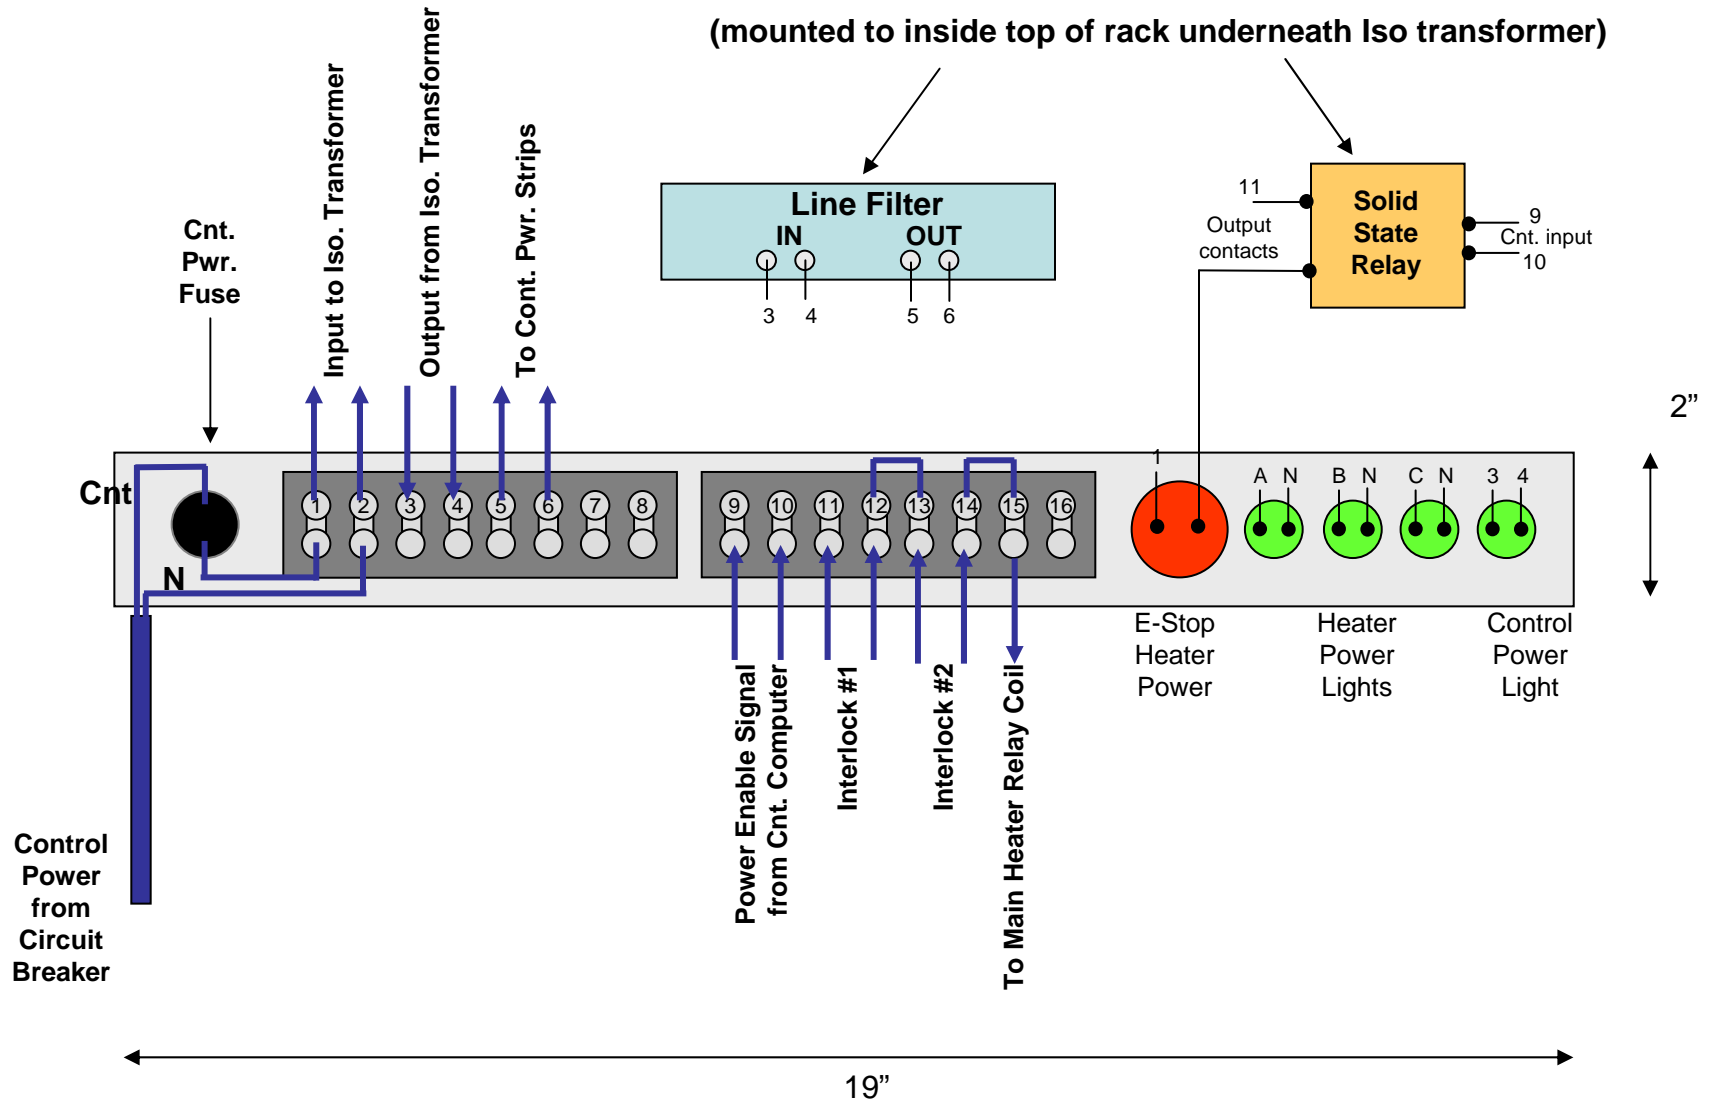 (mounted to inside top of rack underneath Iso transformer)
Input to Iso. Transformer
Output from Iso. Transformer
To Cont. Pwr. Strips
Cnt.
Pwr.
Fuse
Line Filter
IN OUT
3 4 5 6
Solid
State
Relay
11
Output
contacts
9
Cnt. input
10
2”
Cnt
N
1 2 3 4 5 6 7 8
9 10 11 12 13 14 15 16
1
A N B N C N 3 4
E-Stop
Heater
Power
Heater
Power
Lights
Control
Power
Light
Power Enable Signal
from Cnt. Computer
Interlock #1
Interlock #2
To Main Heater Relay Coil
Control
Power
from
Circuit
Breaker
19”